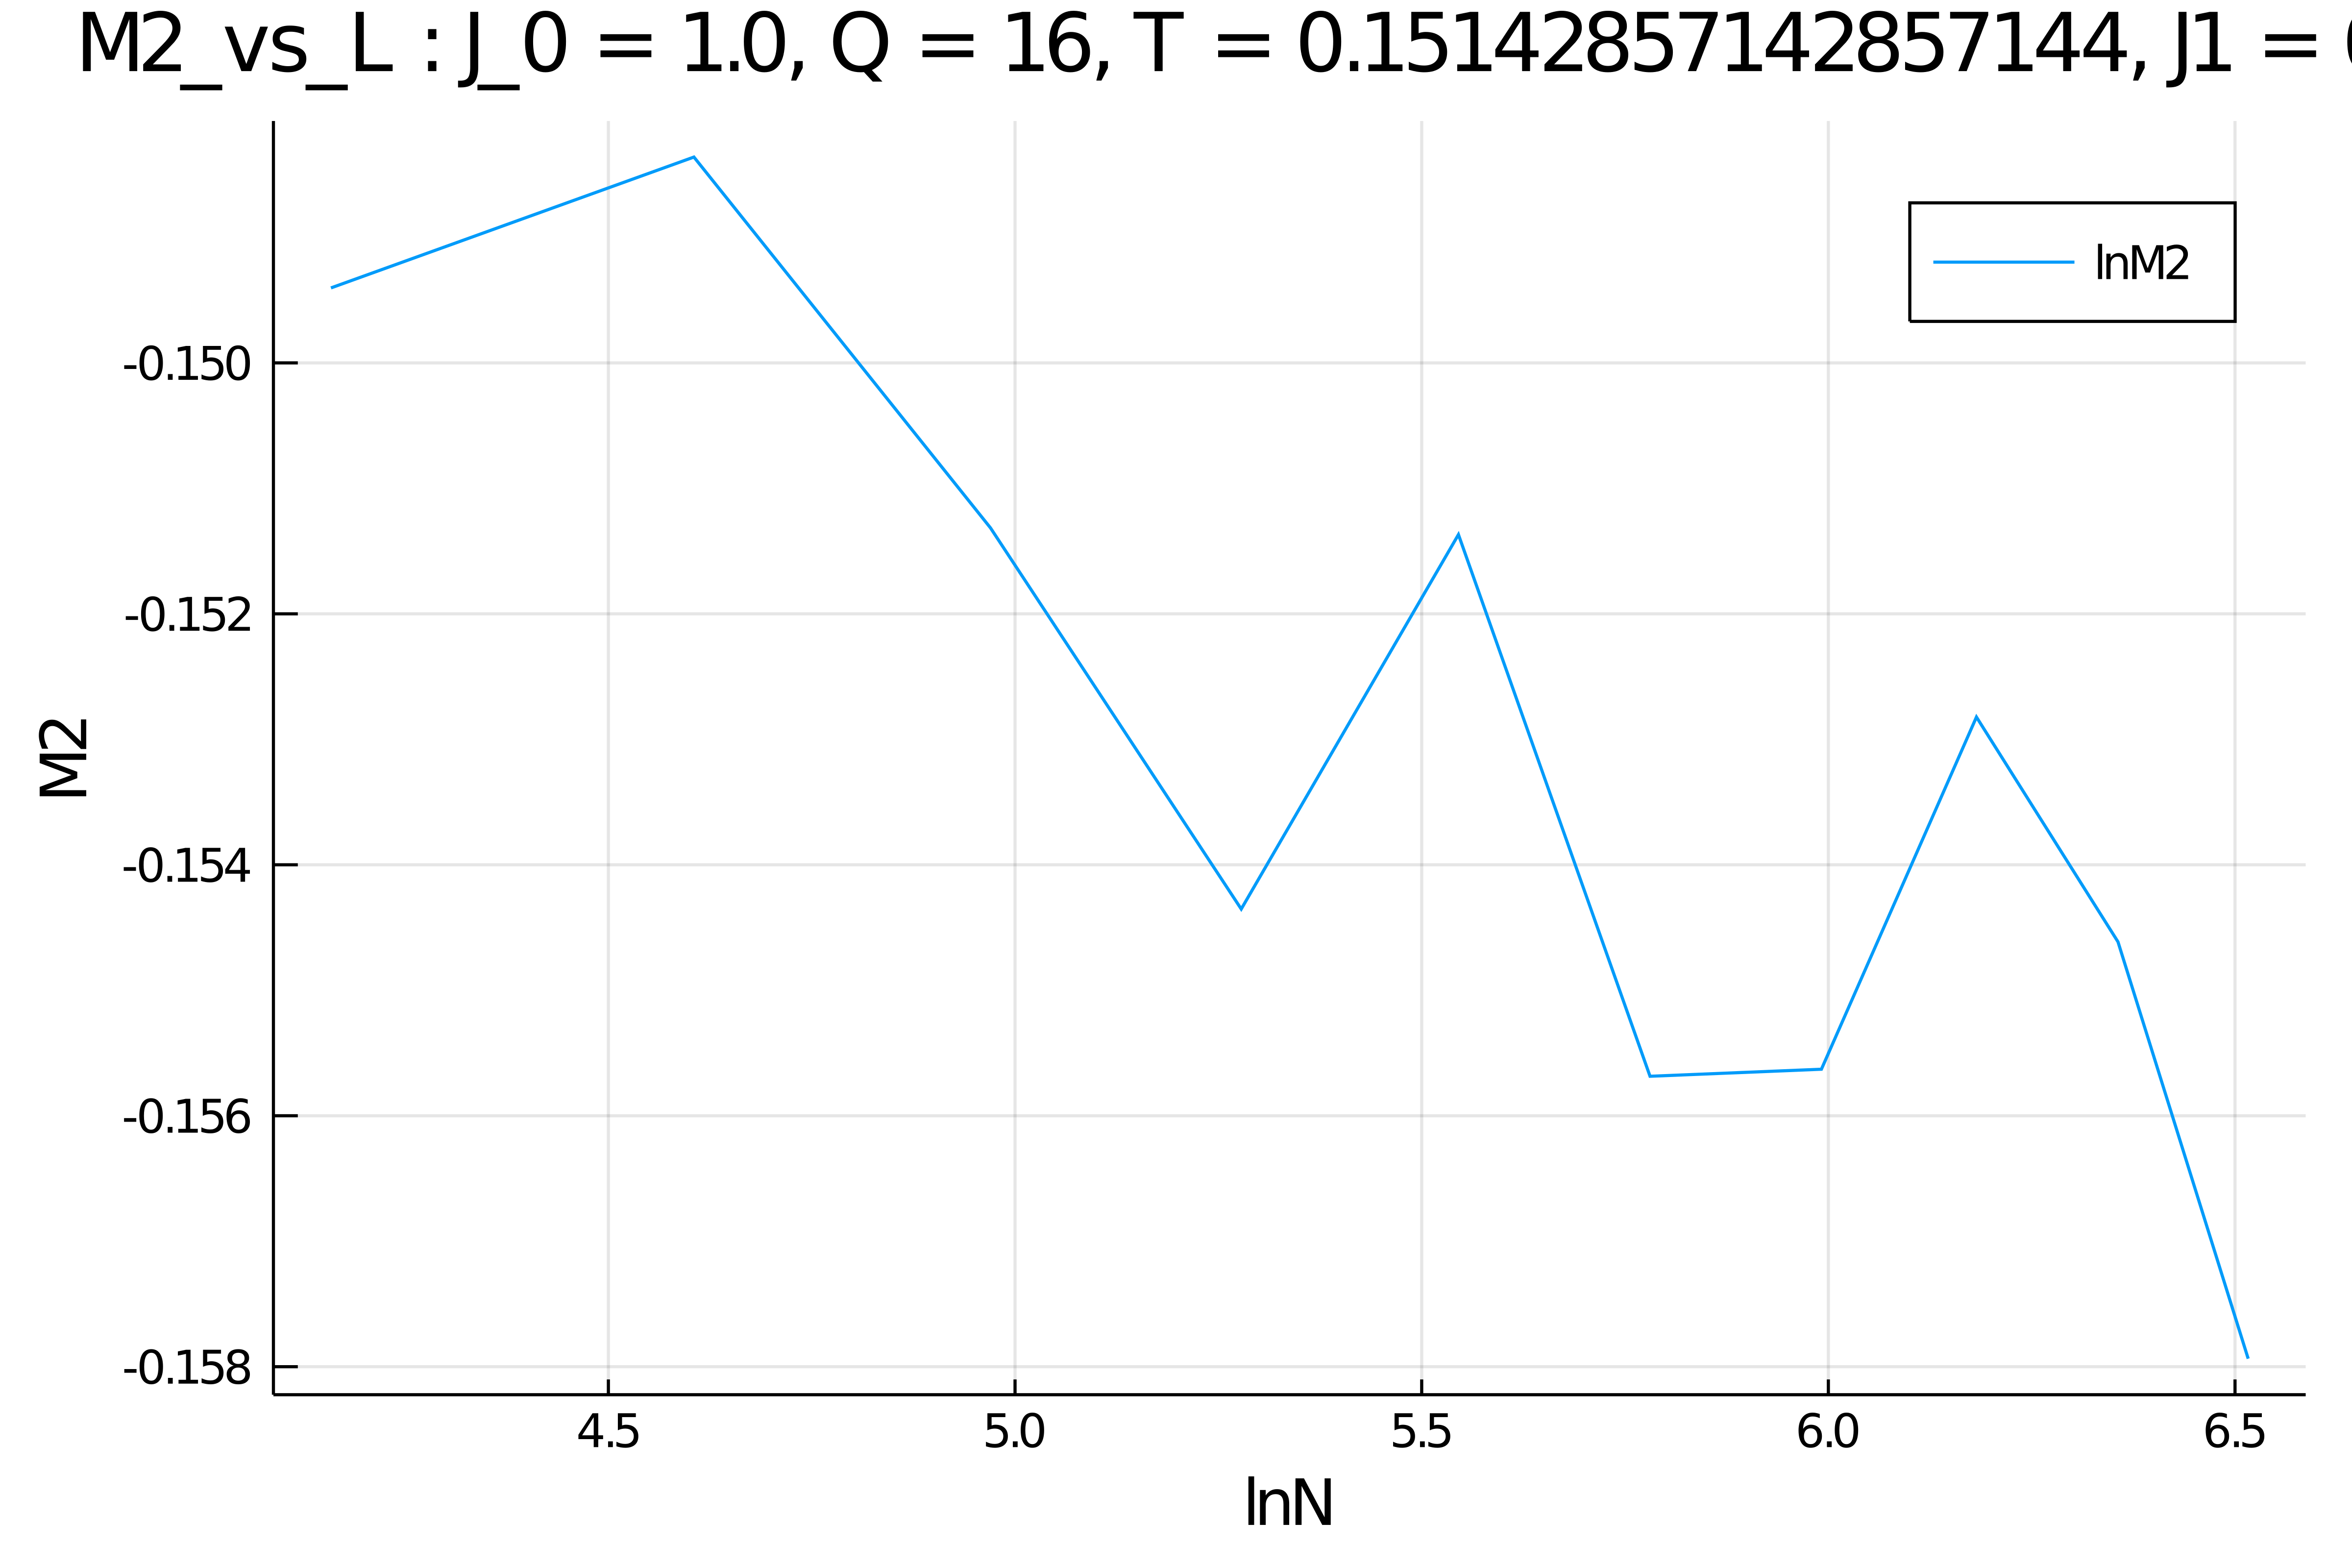 M2_vs_L : J_0 = 1.0, Q = 16, T = 0.15142857142857144, J1 =
lnM2
-0.150
-0.152
-0.154
-0.156
-0.158
M2
4.5 5.0 5.5 6.0 6.5
lnN